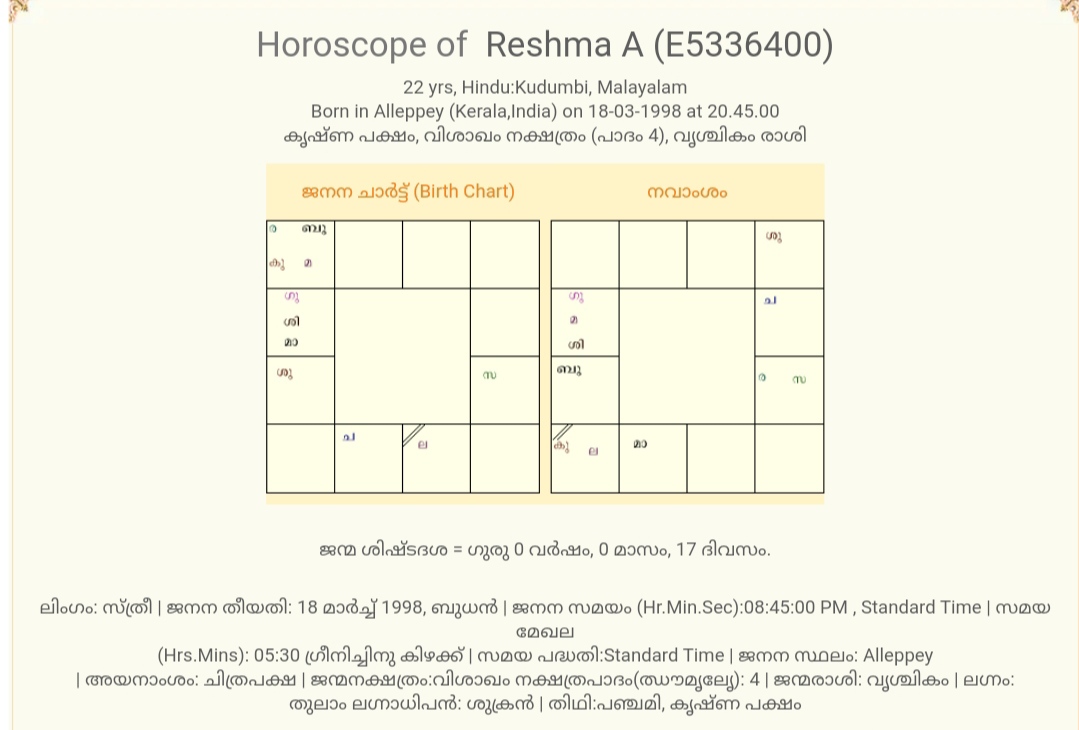 Horoscope of Reshma A (E5336400)
22 yrs, Hindu:Kudumbi, Malayalam
Born in Alleppey (Kerala,India) on 18-03-1998 at 20.45.00
കൃഷ്ണ പക്ഷം, വിശാഖം നക്ഷത്രം (പാദം 4), വൃശ്ചികം രാശി
ജനന ചാർട്ട് (Birth Chart) നവാംശം
ര ബു
കു മ
ശു
ഗു
ശി
മാ
ഗു
മ
ശി
ച
ശു
സ
ബു
ര സ
ച
ല
കു ല
മാ
ജന്മ ശിഷ്ടദശ = ഗുരു 0 വർഷം, 0 മാസം, 17 ദിവസം.
ലിംഗം: സ്ത്രീ | ജനന തീയതി: 18 മാർച്ച് 1998, ബുധൻ | ജനന സമയം (Hr.Min.Sec):08:45:00 PM , Standard Time | സമയ
മേഖല
(Hrs.Mins): 05:30 ഗ്രീനിച്ചിനു കിഴക്ക് | സമയ പദ്ധതി:Standard Time | ജനന സ്ഥലം: Alleppey
| അയനാംശം: ചിത്രപക്ഷ | ജന്മനക്ഷത്രം:വിശാഖം നക്ഷത്രപാദം(ഝൗമൃല്യേ): 4 | ജന്മരാശി: വൃശ്ചികം | ലഗ്നം:
തുലാം ലഗ്നാധിപൻ: ശുക്രൻ | തിഥി:പഞ്ചമി, കൃഷ്ണ പക്ഷം